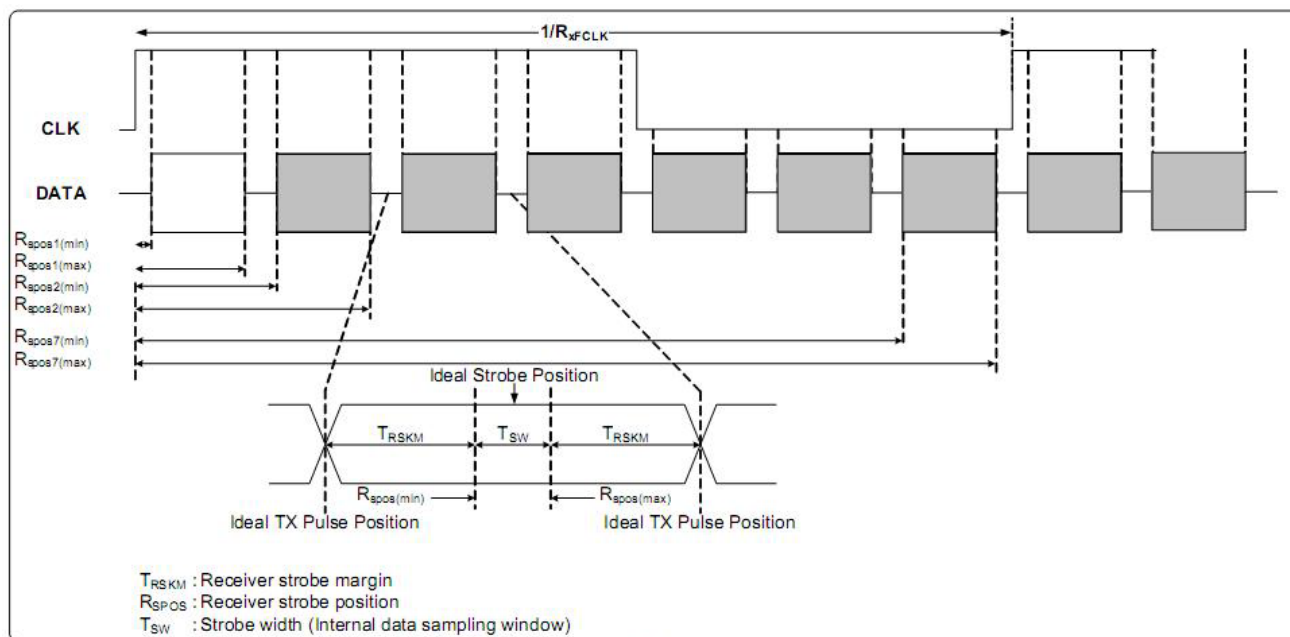 1/RxFCLK
CLK
DATA
Rspos1(min)
Rspos1(max)
Rspos2(min)
Rspos2(max)
Rspos7(min)
Rspos7(max)
Ideal Strobe Position
TRSKM TSW TRSKM
Rspos(min) Rspos(max)
Ideal TX Pulse Position Ideal TX Pulse Position
TRSKM : Receiver strobe margin
RSPOS : Receiver strobe position
TSW : Strobe width (Internal data sampling window)